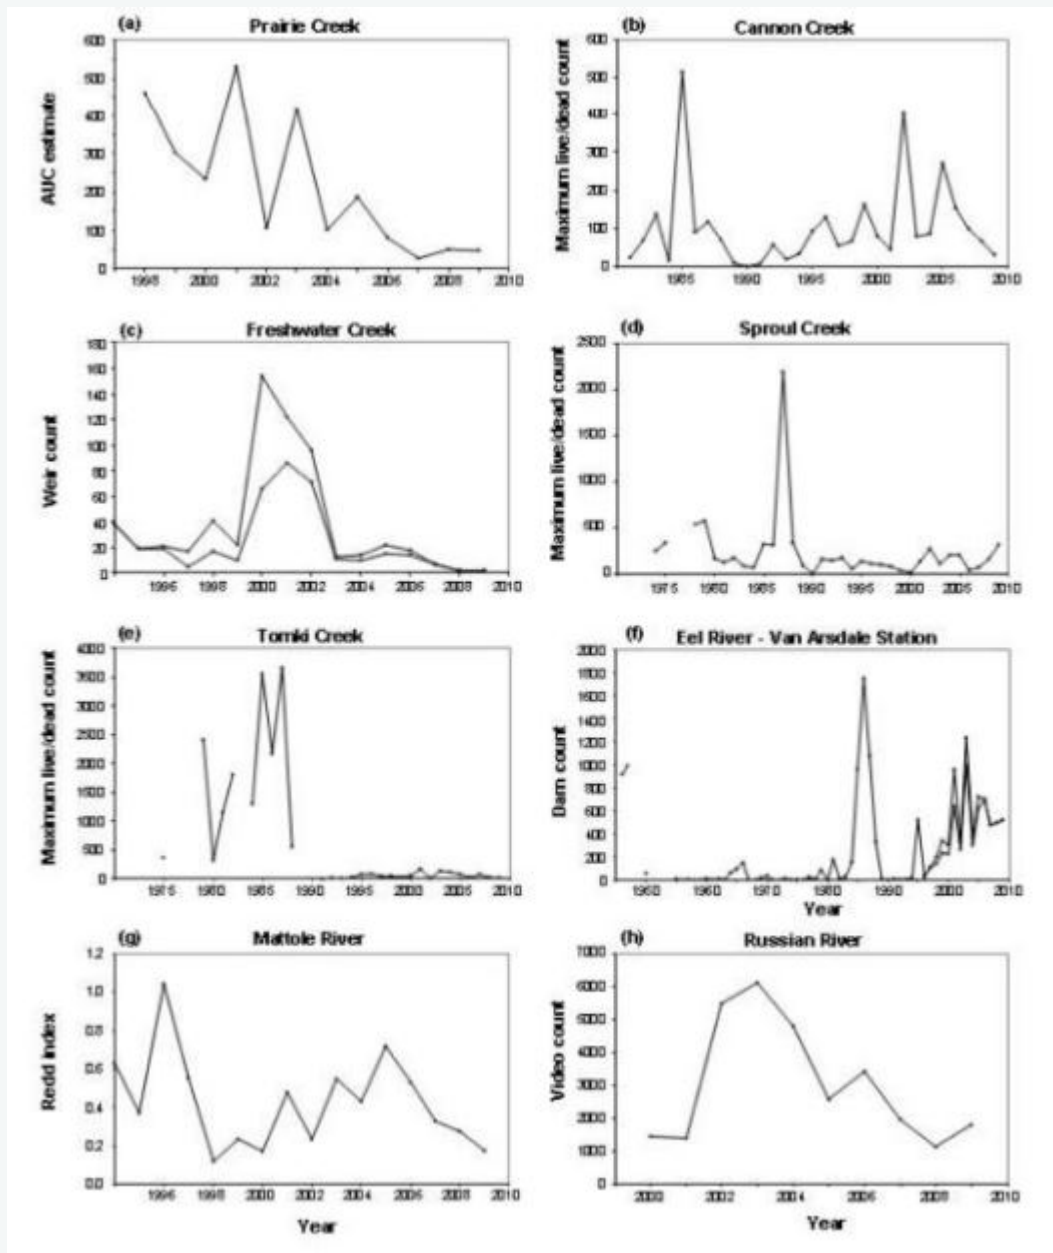 (a) Prairie Creek
AUC estimate
600
500
400
300
200
100
0
1998 2000 2002 2004 2006 2008 2010
(b) Cannon Creek
Maximum live/dead count
600
500
400
300
200
100
0
1985 1990 1995 2000 2005 2010
(c) Freshwater Creek
Weir count
180
160
140
120
100
80
60
40
20
0
1996 1998 2000 2002 2004 2006 2008 2010
(d) Sproul Creek
Maximum live/dead count
2500
2000
1500
1000
500
0
1975 1980 1985 1990 1995 2000 2005 2010
(e) Tomki Creek
Maximum live/dead count
4000
3500
3000
2500
2000
1500
1000
500
0
1975 1980 1985 1990 1995 2000 2005 2010
(f) Eel River - Van Arsdale Station
Dam count
2000
1800
1600
1400
1200
1000
800
600
400
200
0
1950 1960 1970 1980 1990 2000 2010
Year
(g) Mattole River
Redd index
1.2
1.0
0.8
0.6
0.4
0.2
0.0
1996 1998 2000 2002 2004 2006 2008 2010
Year
(h) Russian River
Video count
7000
6000
5000
4000
3000
2000
1000
0
2000 2002 2004 2006 2008 2010
Year